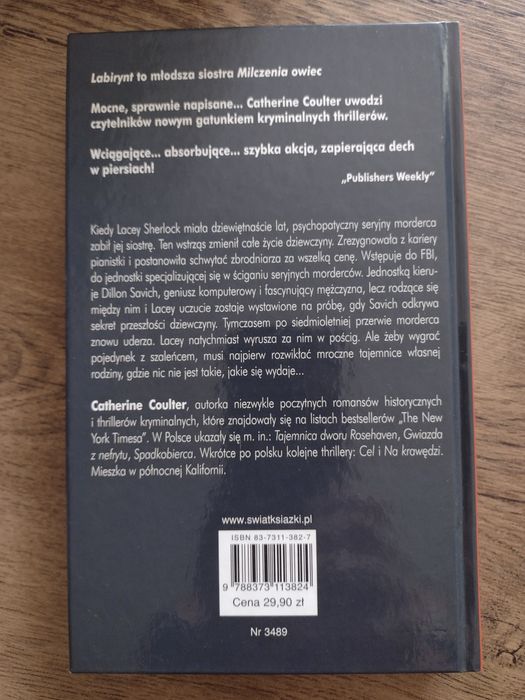 Labirynt to młodsza siostra Milczenia owiec
Mocne, sprawnie napisane... Catherine Coulter uwodzi
czytelników nowym gatunkiem kryminalnych thrillerów.
Wciągające... absorbujące... szybka akcja, zapierająca dech
w piersiach!
„Publishers Weekly"
Kiedy Lacey Sherlock miała dziewiętnaście lat, psychopatyczny seryjny morderca
zabił jej siostrę. Ten wstrząs zmienił całe życie dziewczyny. Zrezygnowała z kariery
pianistki i postanowiła schwytać zbrodniarza za wszelką cenę. Wstępuje do FBI,
do jednostki specjalizującej się w ściganiu seryjnych morderców. Jednostką kieru-
je Dillon Savich, geniusz komputerowy i fascynujący mężczyzna, lecz rodzące się
między nim i Lacey uczucie zostaje wystawione na próbę, gdy Savich odkrywa
sekret przeszłości dziewczyny. Tymczasem po siedmioletniej przerwie morderca
znowu uderza. Lacey natychmiast wyrusza za nim w pościg. Ale żeby wygrać
pojedynek z szaleńcem, musi najpierw rozwikłać mroczne tajemnice własnej
rodziny, gdzie nic nie jest takie, jakie się wydaje...
Catherine Coulter, autorka niezwykle poczytnych romansów historycznych
i thrillerów kryminalnych, które znajdowały się na listach bestsellerów „The New
York Timesa". W Polsce ukazały się m. in.: Tajemnica dworu Rosehaven, Gwiazda
z nefrytu, Spadkobierca. Wkrótce po polsku kolejne thrillery: Cel i Na krawędzi.
Mieszka w północnej Kalifornii.
www.swiatksiazki.pl
ISBN 83-7311-382-7
9 788373 113824
Cena 29,90 zł
Nr 3489